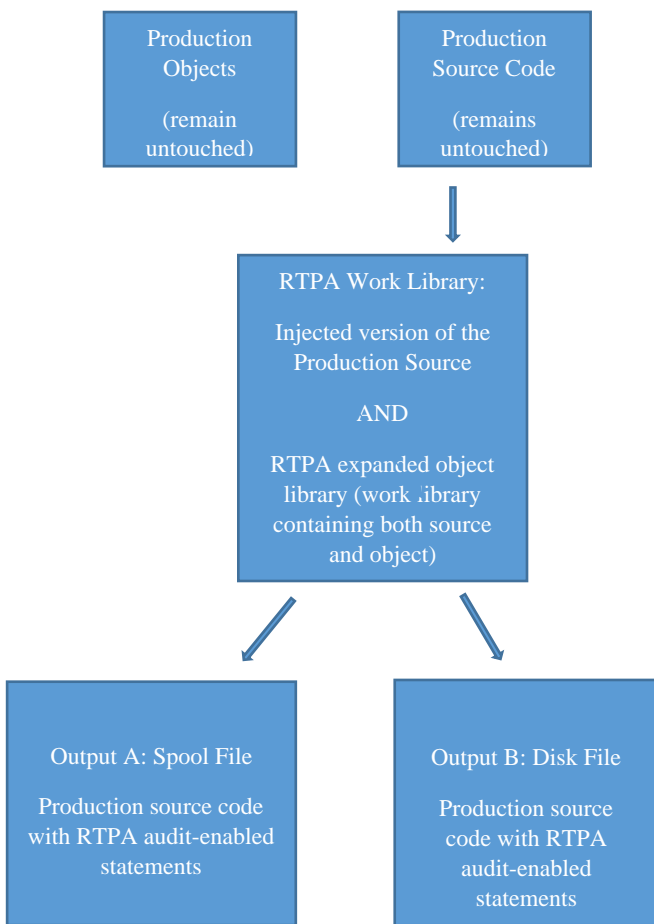 Production
Objects
(remain
untouched)
Production
Source Code
(remains
untouched)
RTPA Work Library:
Injected version of the
Production Source
AND
RTPA expanded object
library (work library
containing both source
and object)
Output A: Spool File
Production source code
with RTPA audit-enabled
statements
Output B: Disk File
Production source
code with RTPA
audit-enabled
statements